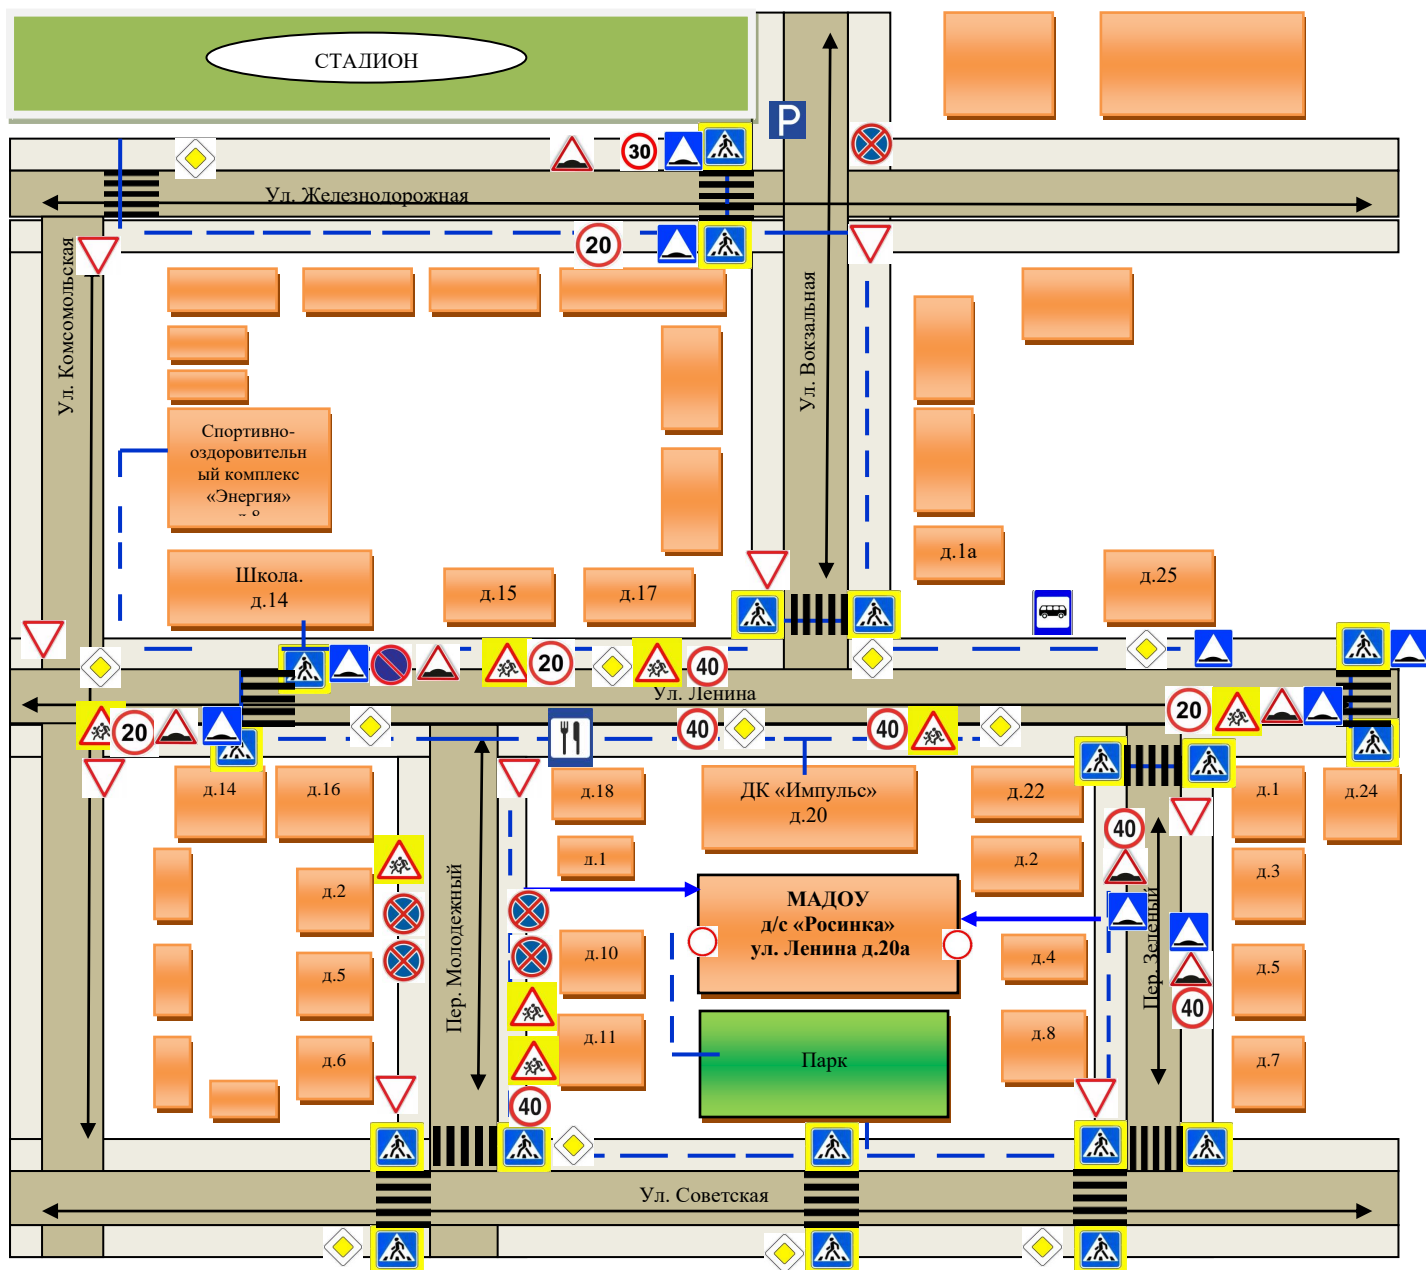 СТАДИОН
P
30
Ул. Железнодорожная
20
Ул. Комсомольская
Ул. Вокзальная
Спортивно-
оздоровительн
ый комплекс
«Энергия»
Школа.
д.14
д.15
д.17
д.1а
д.25
20
40
Ул. Ленина
20
40
40
20
д.14
д.16
д.18
ДК «Импульс»
д.20
д.22
д.1
д.24
40
д.1
д.2
д.3
д.2
Пер. Молодежный
МАДОУ
д/с «Росинка»
ул. Ленина д.20а
Пер. Зеленый
д.10
д.4
д.5
д.5
40
д.11
д.8
д.6
Парк
д.7
40
Ул. Советская